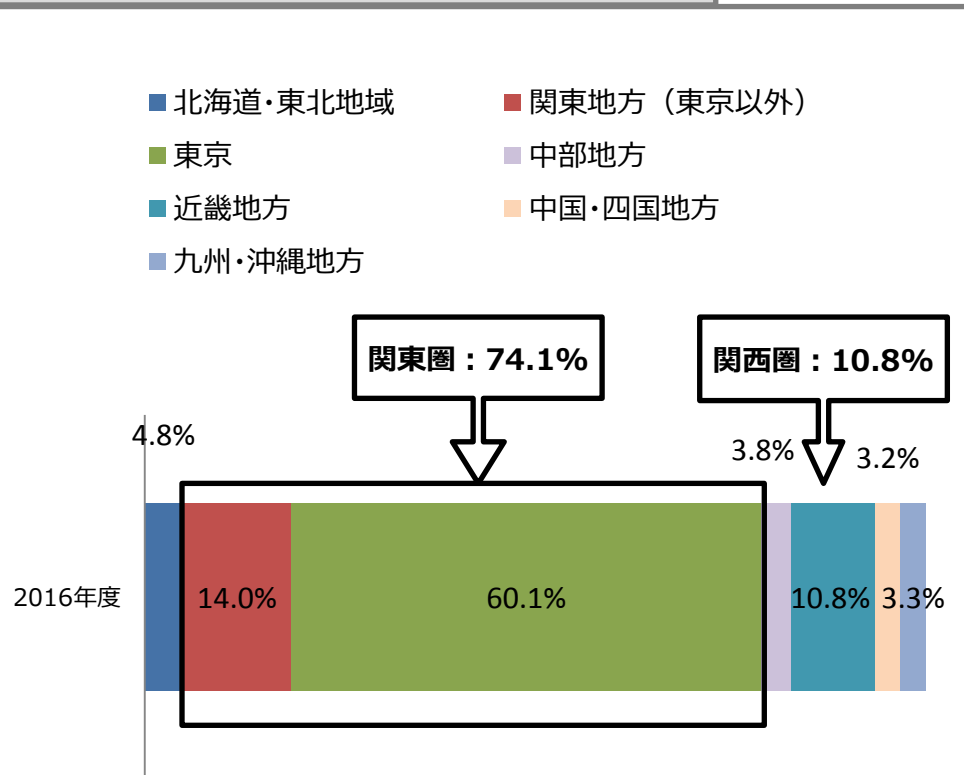 北海道・東北地域
関東地方（東京以外）
東京
中部地方
近畿地方
中国・四国地方
九州・沖縄地方
関東圏：74.1%
関西圏：10.8%
4.8%
3.8%
3.2%
2016年度
14.0%
60.1%
10.8%
3.3%